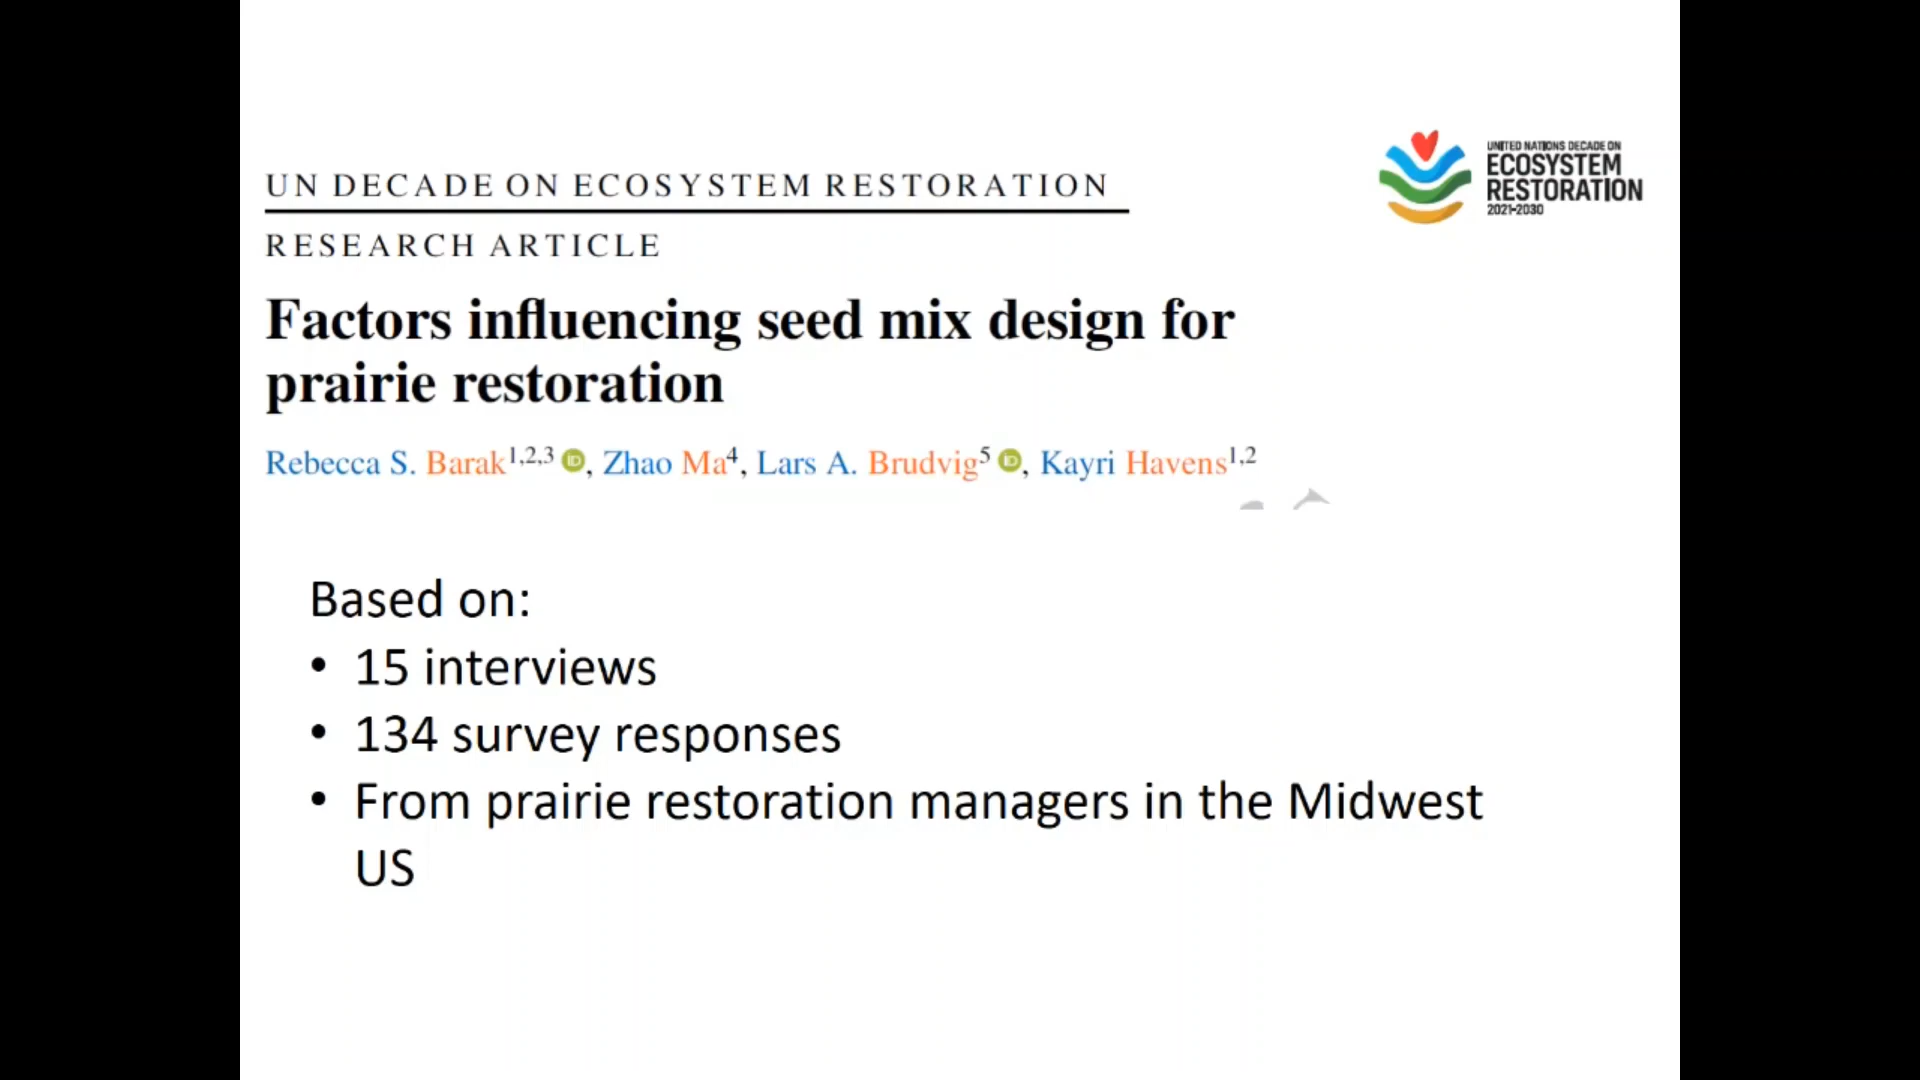 UNITED NATIONS DECADE ON
ECOSYSTEM
RESTORATION
2021-2030
UN DECADE ON ECOSYSTEM RESTORATION
RESEARCH ARTICLE
Factors influencing seed mix design for
prairie restoration
Rebecca S. Barak1,2,3 iD, Zhao Ma4, Lars A. Brudvig5 iD, Kayri Havens1,2
Based on:
• 15 interviews
• 134 survey responses
• From prairie restoration managers in the Midwest
US